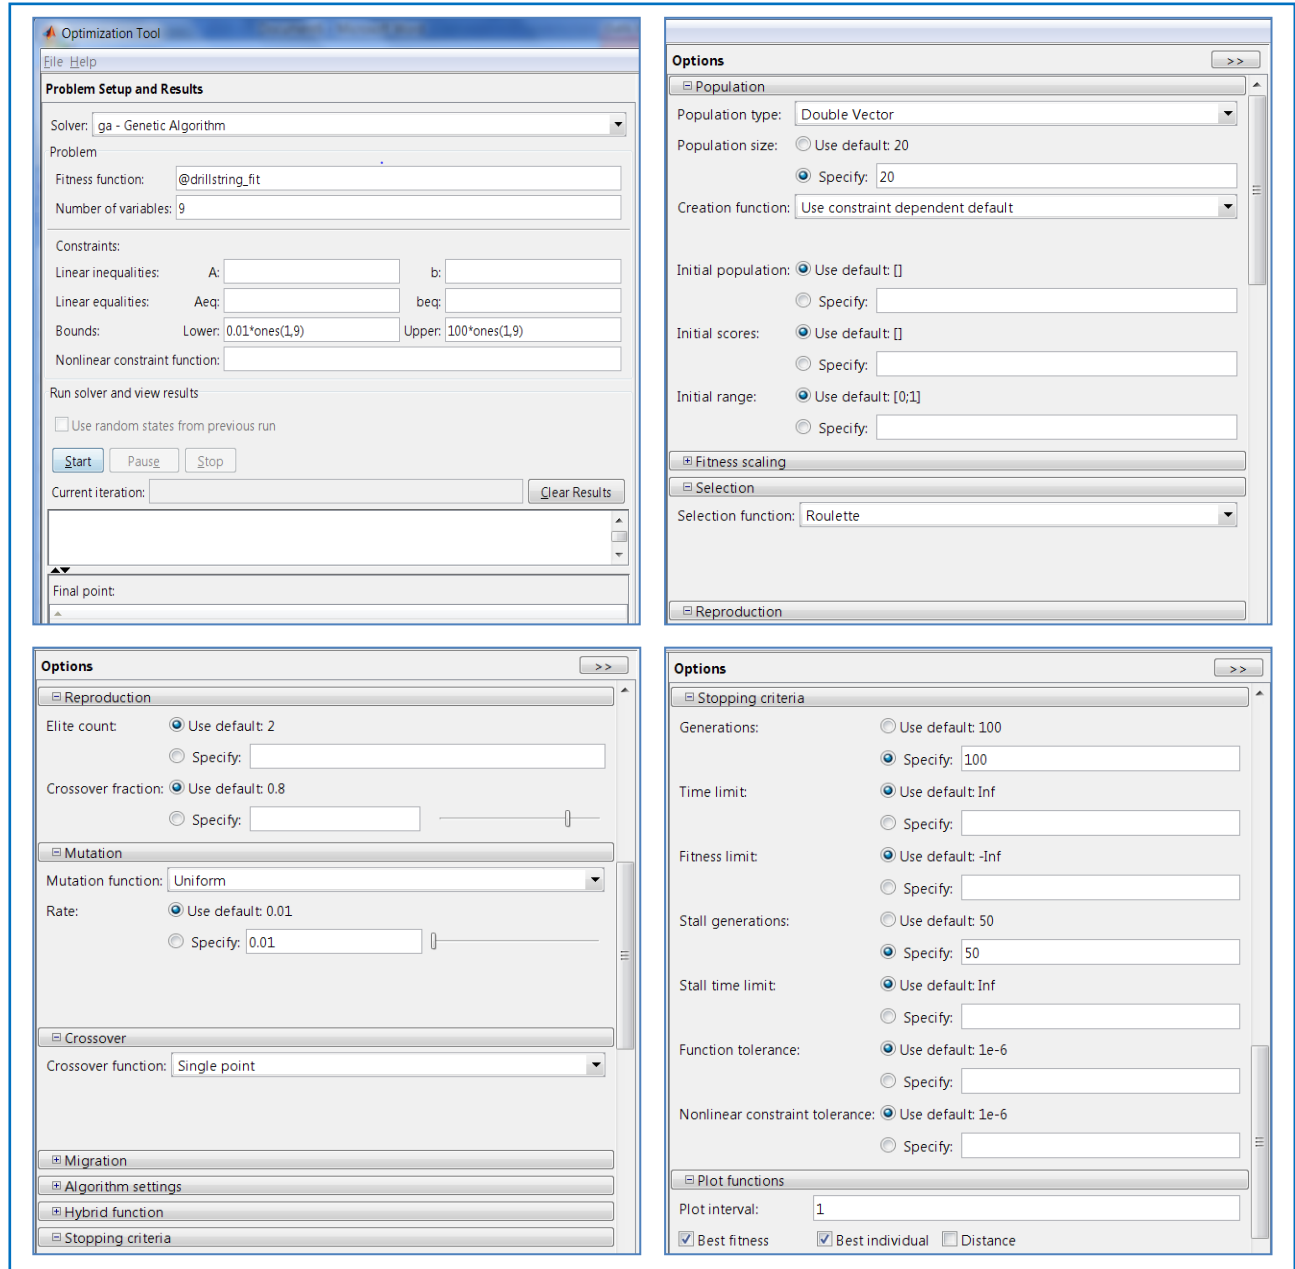 Optimization Tool
File Help
Problem Setup and Results
Solver: ga - Genetic Algorithm
Problem
Fitness function: @drillstring_fit
Number of variables: 9
Constraints:
Linear inequalities: A: b:
Linear equalities: Aeq: beq:
Bounds: Lower: 0.01*ones(1,9) Upper: 100*ones(1,9)
Nonlinear constraint function:
Run solver and view results
Use random states from previous run
Start Pause Stop
Current iteration: Clear Results
Final point:
Options >>
Population
Population type: Double Vector
Population size: Use default: 20
Specify: 20
Creation function: Use constraint dependent default
Initial population: Use default: []
Specify:
Initial scores: Use default: []
Specify:
Initial range: Use default: [0;1]
Specify:
Fitness scaling
Selection
Selection function: Roulette
Reproduction
Options >>
Reproduction
Elite count: Use default: 2
Specify:
Crossover fraction: Use default: 0.8
Specify:
Mutation
Mutation function: Uniform
Rate: Use default: 0.01
Specify: 0.01
Crossover
Crossover function: Single point
Migration
Algorithm settings
Hybrid function
Stopping criteria
Options >>
Stopping criteria
Generations: Use default: 100
Specify: 100
Time limit: Use default: Inf
Specify:
Fitness limit: Use default: -Inf
Specify:
Stall generations: Use default: 50
Specify: 50
Stall time limit: Use default: Inf
Specify:
Function tolerance: Use default: 1e-6
Specify:
Nonlinear constraint tolerance: Use default: 1e-6
Specify:
Plot functions
Plot interval: 1
Best fitness Best individual Distance